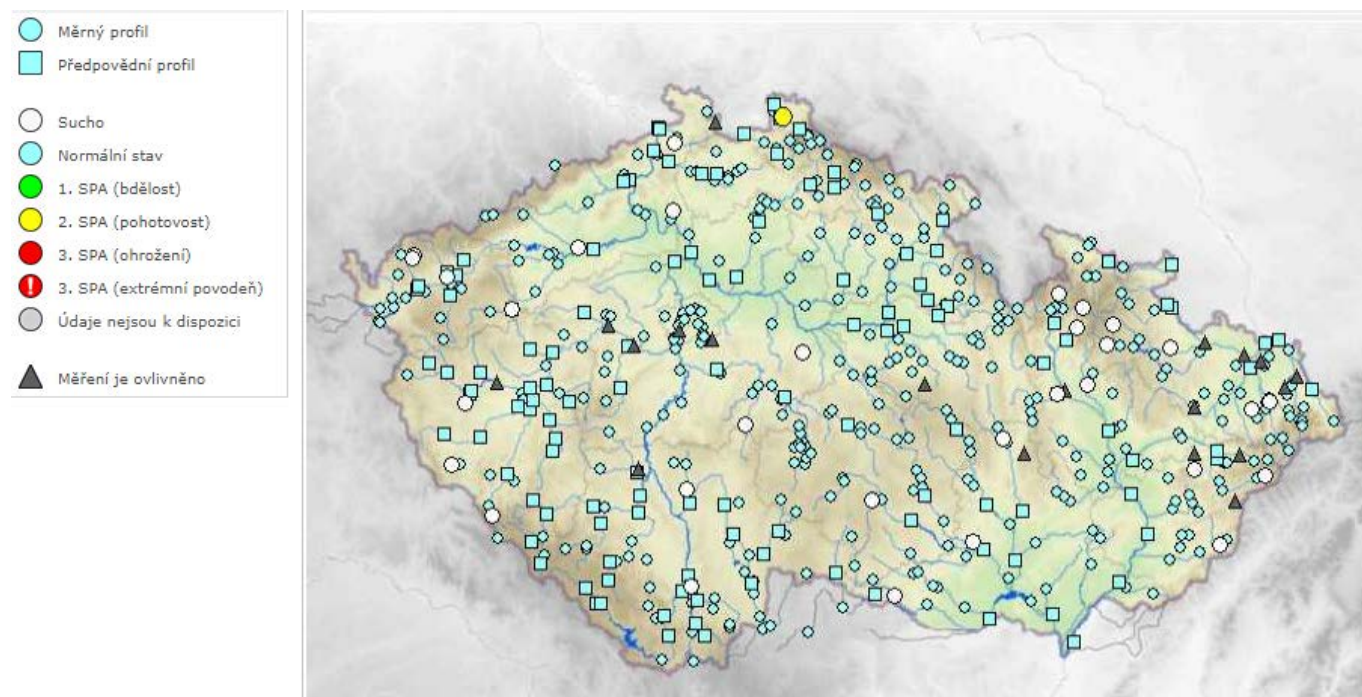 Měrný profil
Předpovědní profil
Sucho
Normální stav
1. SPA (bdělost)
2. SPA (pohotovost)
3. SPA (ohrožení)
3. SPA (extrémní povodeň)
Údaje nejsou k dispozici
Měření je ovlivněno